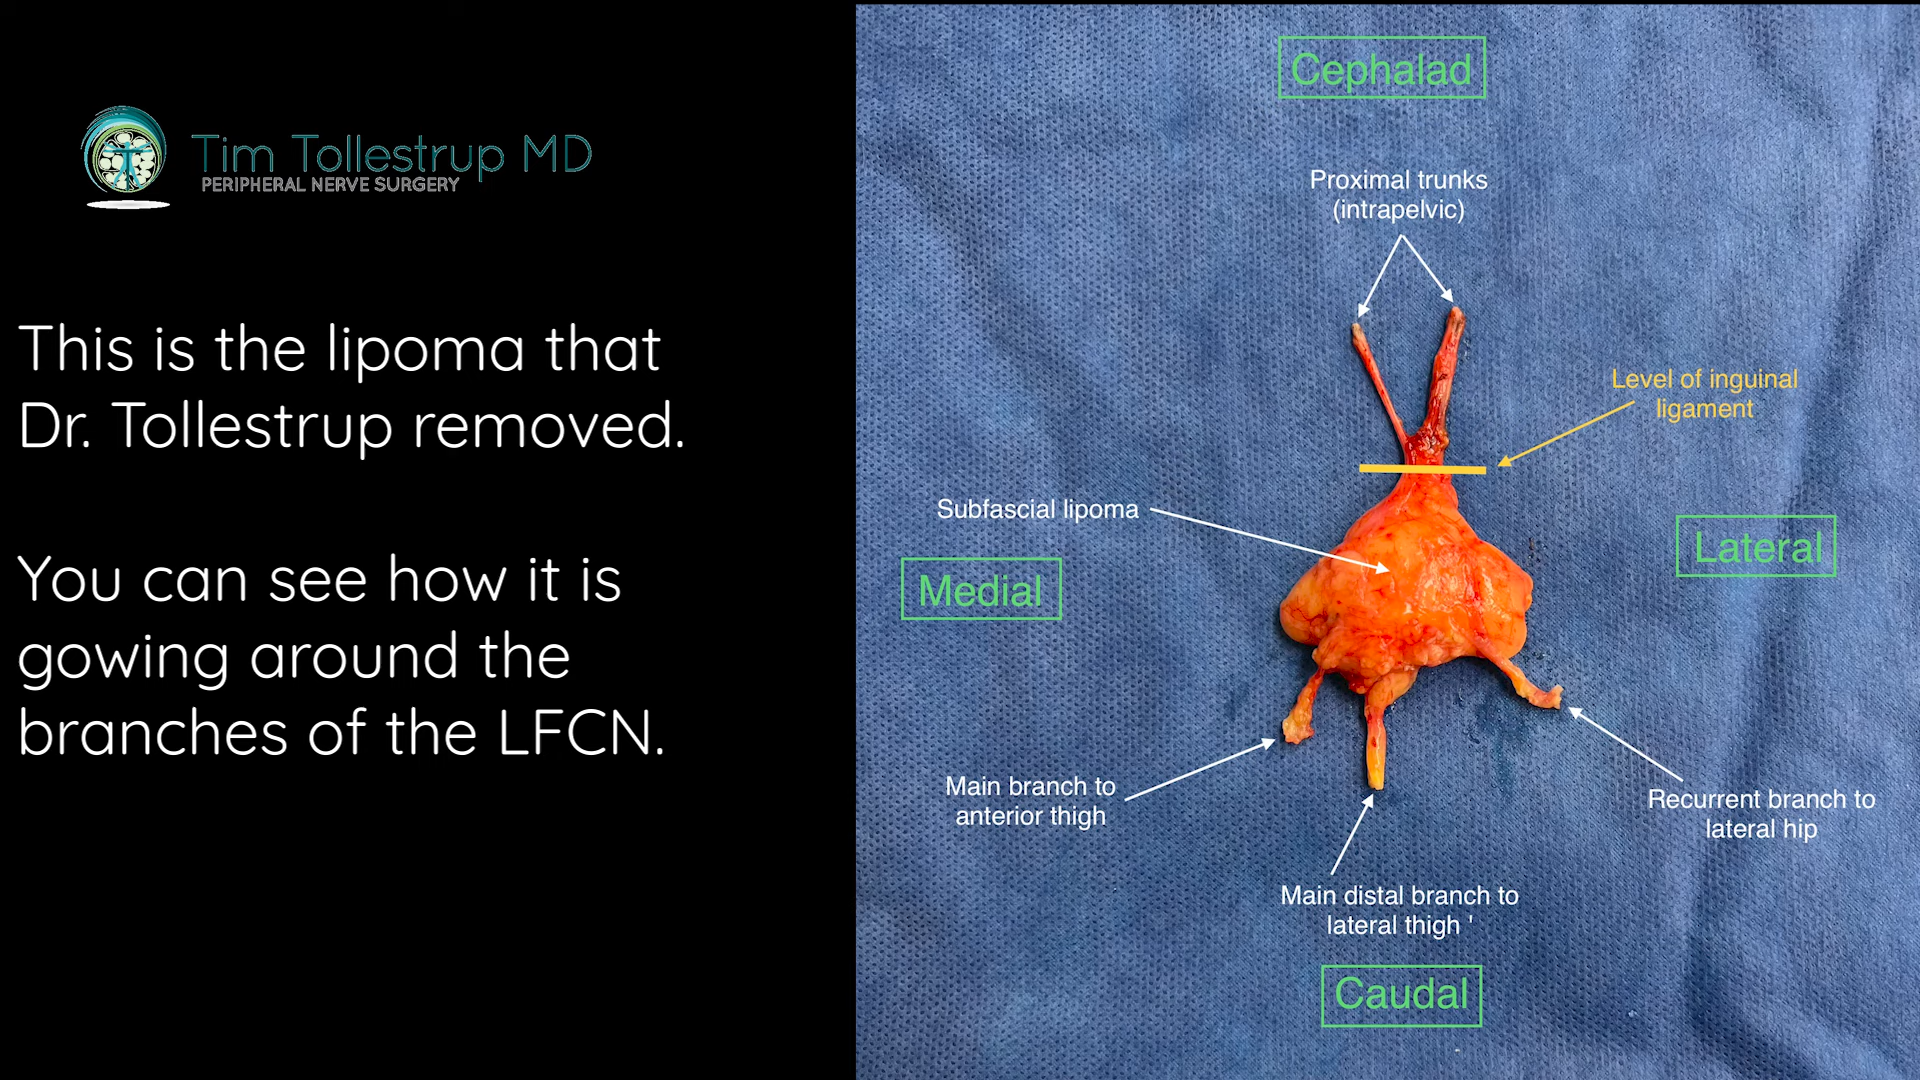 Tim Tollestrup MD
PERIPHERAL NERVE SURGERY
This is the lipoma that
Dr. Tollestrup removed.
You can see how it is
gowing around the
branches of the LFCN.
Cephalad
Proximal trunks
(intrapelvic)
Level of inguinal
ligament
Subfascial lipoma
Lateral
Medial
Main branch to
anterior thigh
Recurrent branch to
lateral hip
Main distal branch to
lateral thigh '
Caudal